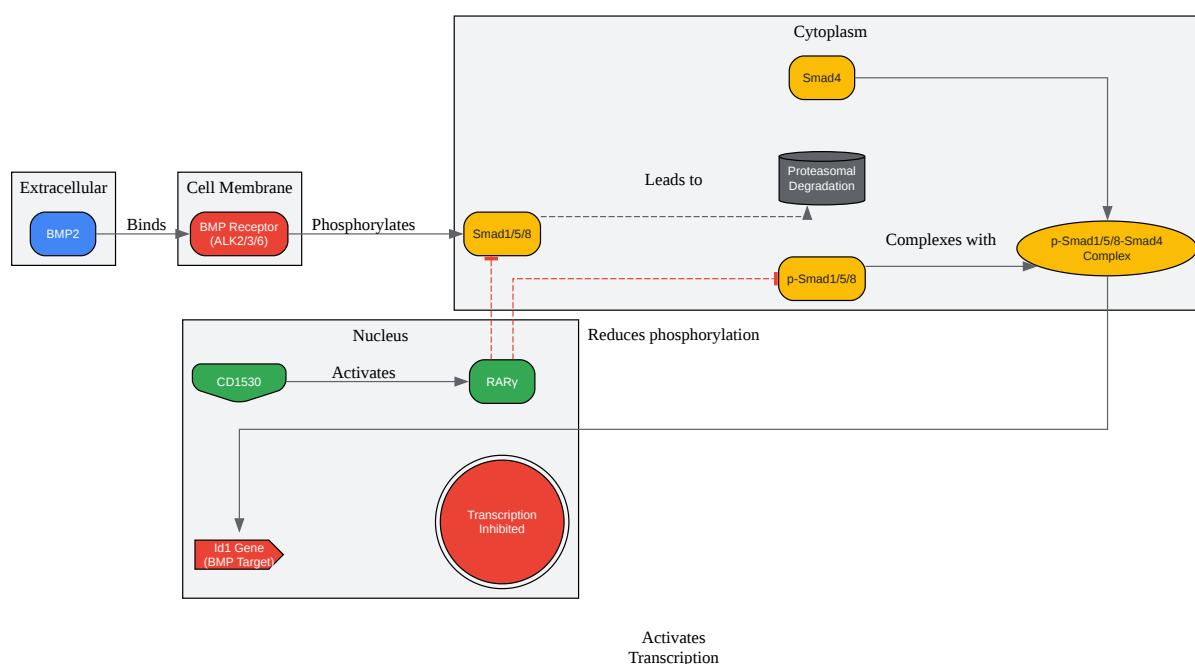 Cytoplasm
Smad4
Proteasomal
Degradation
Leads to
Extracellular
Cell Membrane
BMP2
Binds
BMP Receptor
(ALK2/3/6)
Phosphorylates
Smad1/5/8
Complexes with
p-Smad1/5/8-Smad4
Complex
p-Smad1/5/8
Nucleus
Reduces phosphorylation
CD1530
Activates
RARγ
Transcription
Inhibited
Id1 Gene
(BMP Target)
Activates
Transcription